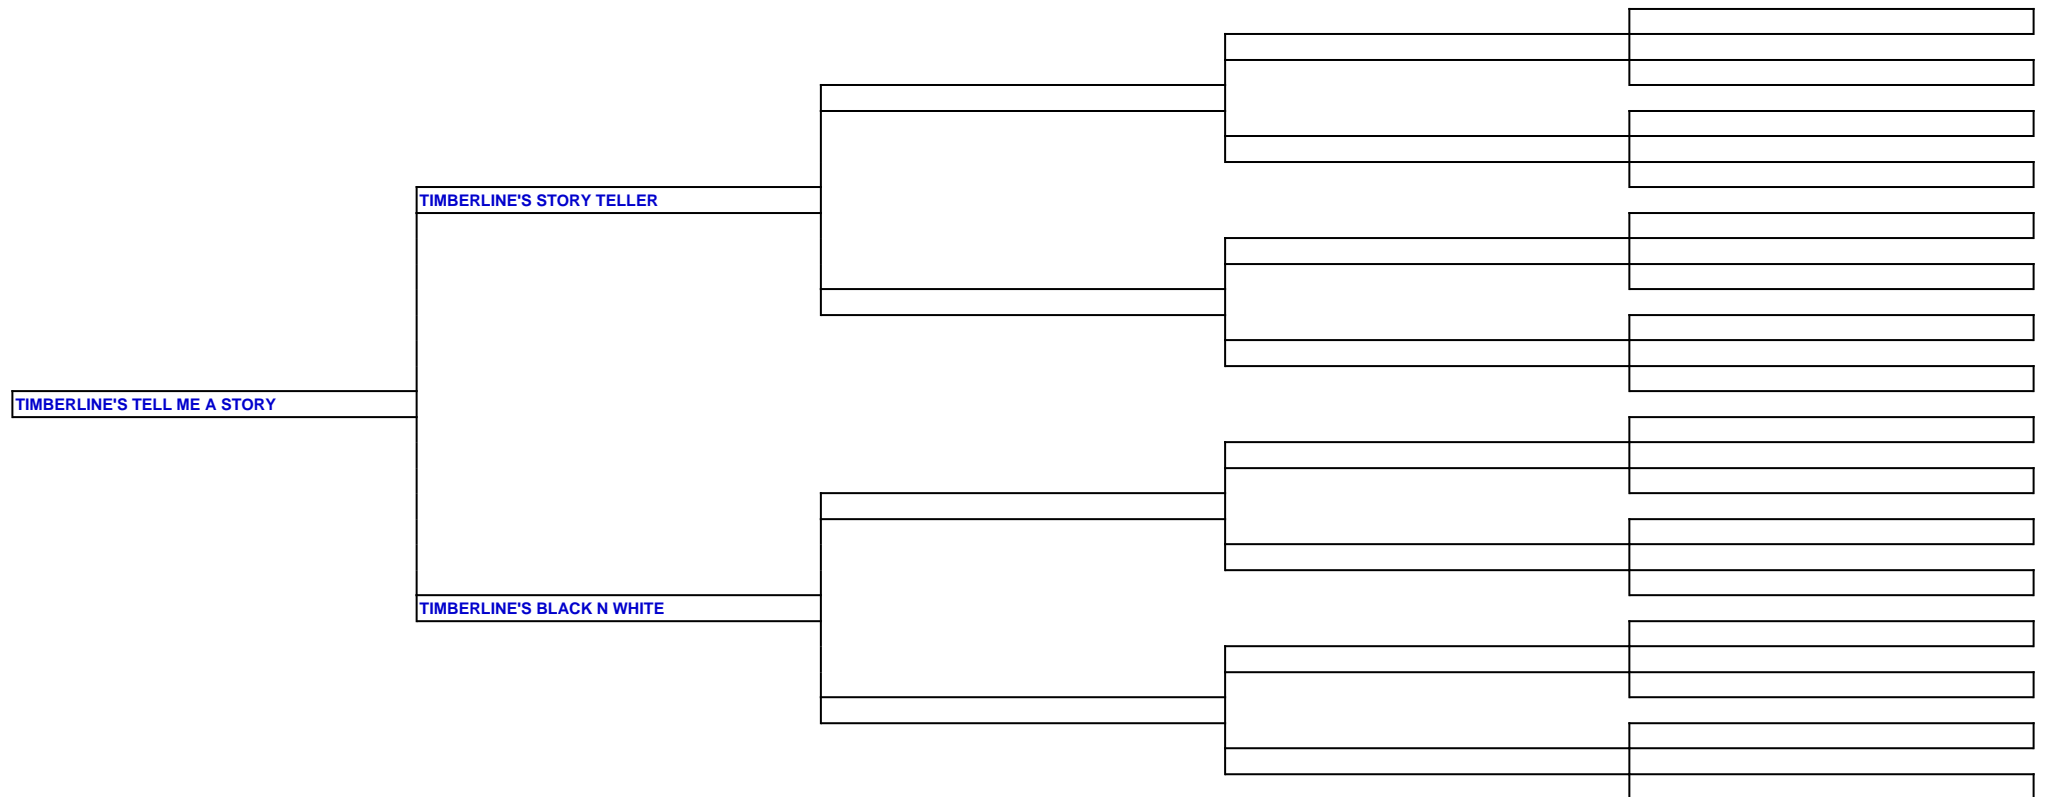 TIMBERLINE'S STORY TELLER
TIMBERLINE'S TELL ME A STORY
TIMBERLINE'S BLACK N WHITE